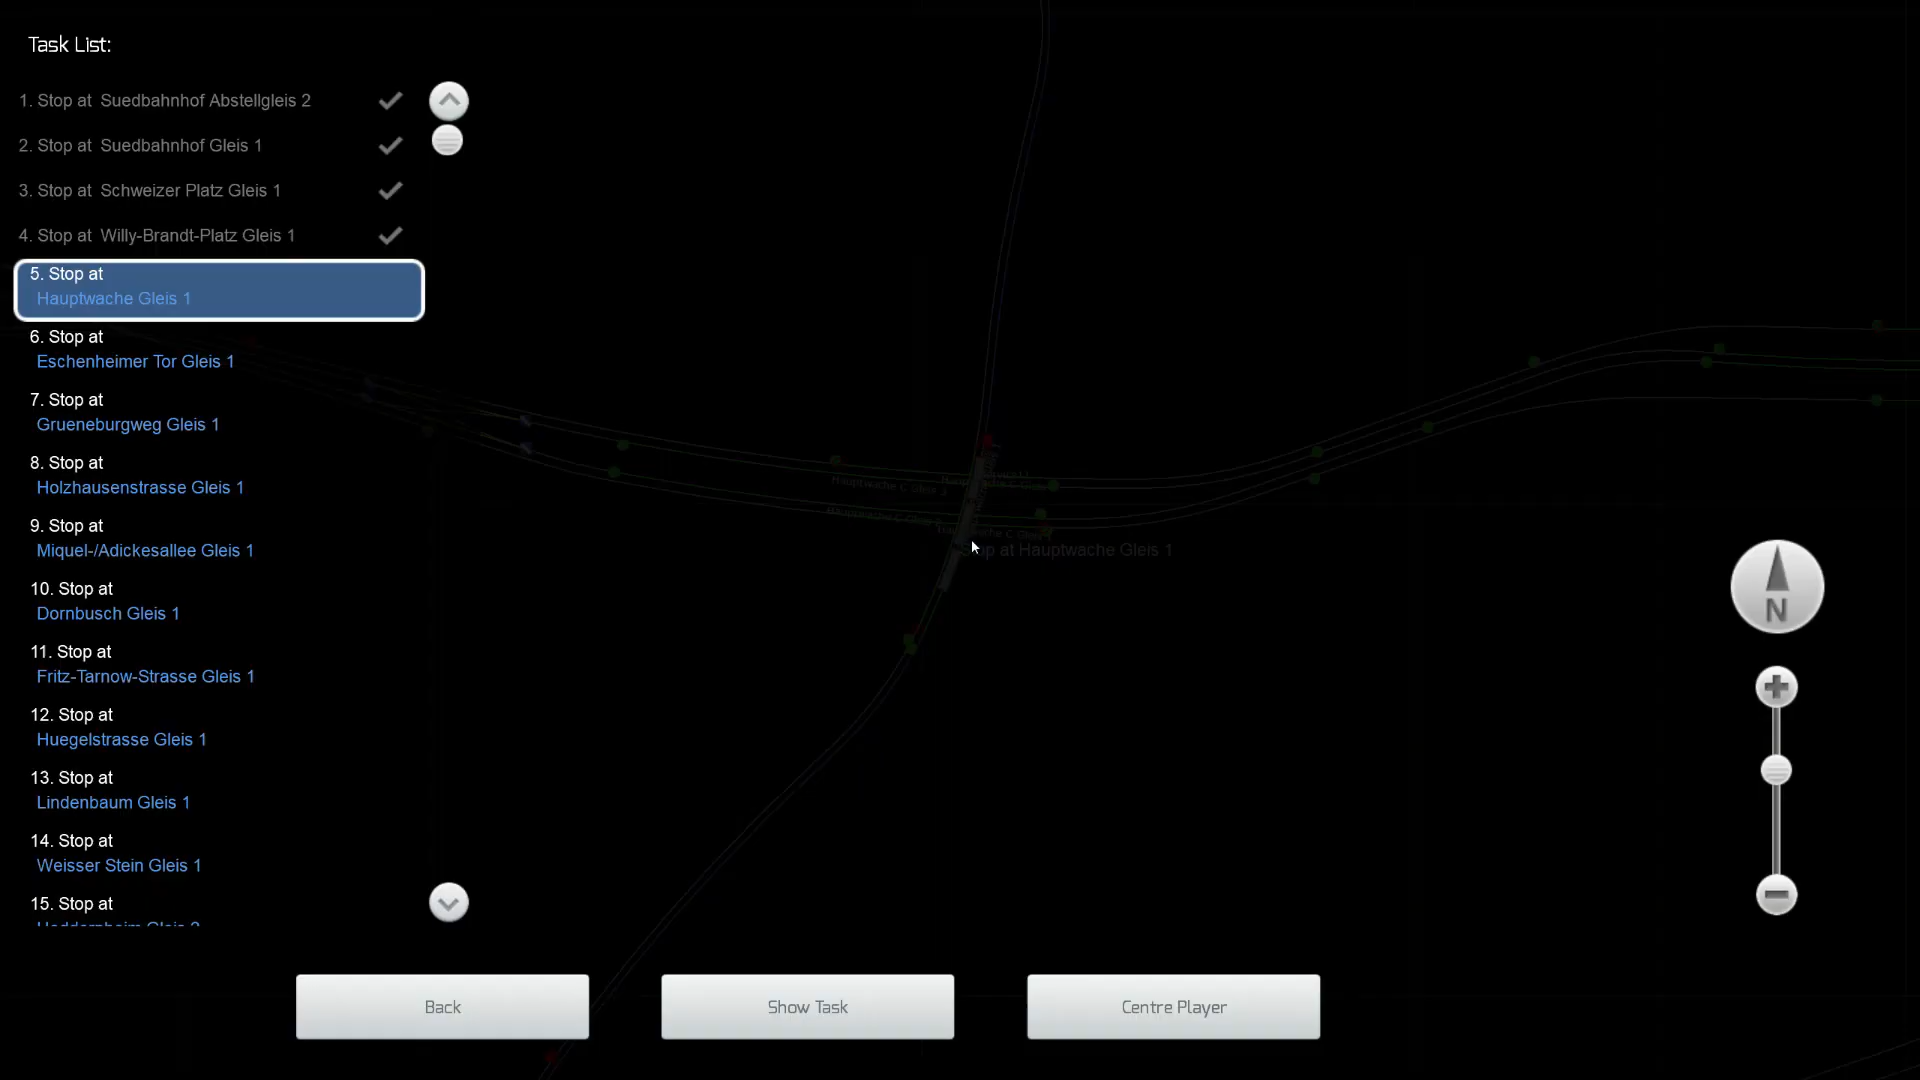 Task List:
1. Stop at Suedbahnhof Abstellgleis 2
2. Stop at Suedbahnhof Gleis 1
3. Stop at Schweizer Platz Gleis 1
4. Stop at Willy-Brandt-Platz Gleis 1
5. Stop at
Hauptwache Gleis 1
6. Stop at
Eschenheimer Tor Gleis 1
7. Stop at
Grueneburgweg Gleis 1
8. Stop at
Holzhausenstrasse Gleis 1
9. Stop at
Miquel-/Adickesallee Gleis 1
10. Stop at
Dornbusch Gleis 1
11. Stop at
Fritz-Tarnow-Strasse Gleis 1
12. Stop at
Huegelstrasse Gleis 1
13. Stop at
Lindenbaum Gleis 1
14. Stop at
Weisser Stein Gleis 1
15. Stop at
Hauptwache C Gleis 3
Hauptwache C Gleis
at Hauptwache Gleis 1
N
Back
Show Task
Centre Player